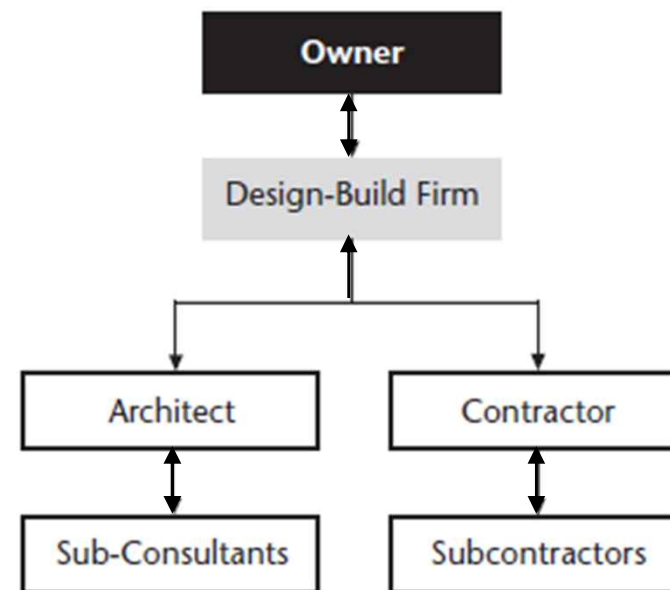 Owner
Design-Build Firm
Architect
Contractor
Sub-Consultants
Subcontractors